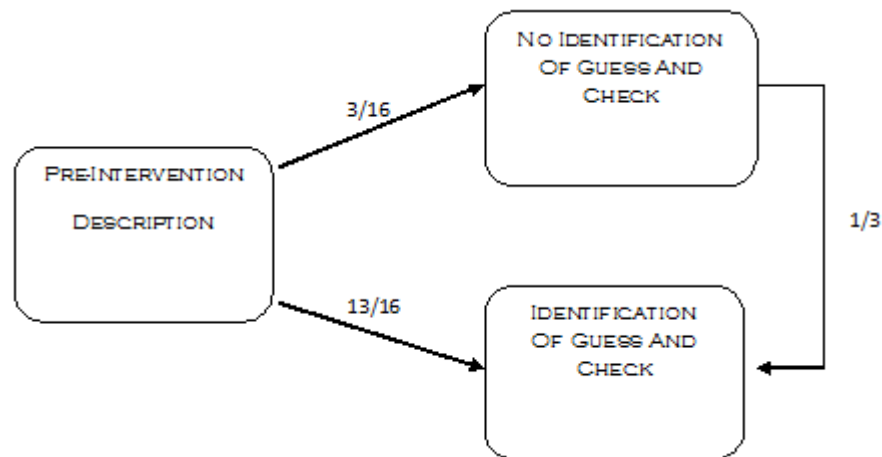 No Identification
Of Guess And
Check
3/16
Pre-Intervention
Description
1/3
13/16
Identification
Of Guess And
Check